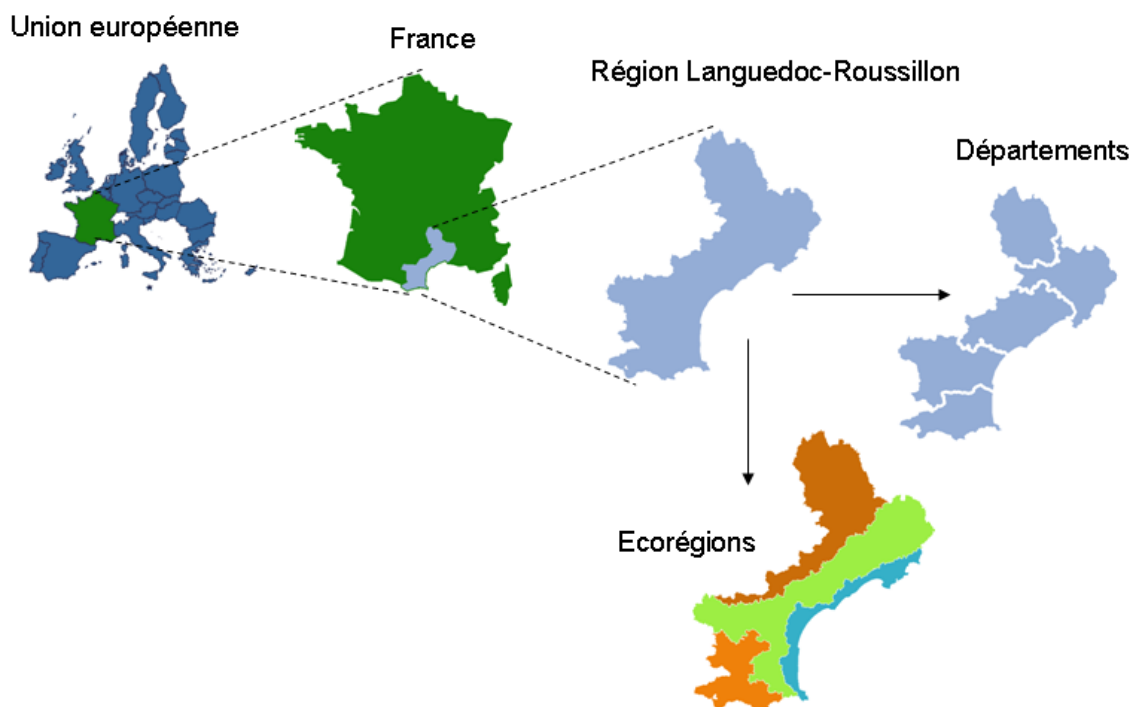 Union européenne
France
Région Languedoc-Roussillon
Départements
Ecorégions